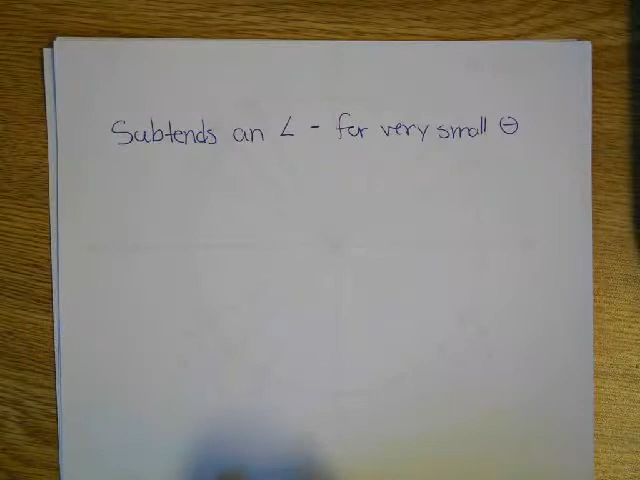 Subtends an ∠ - for very small θ